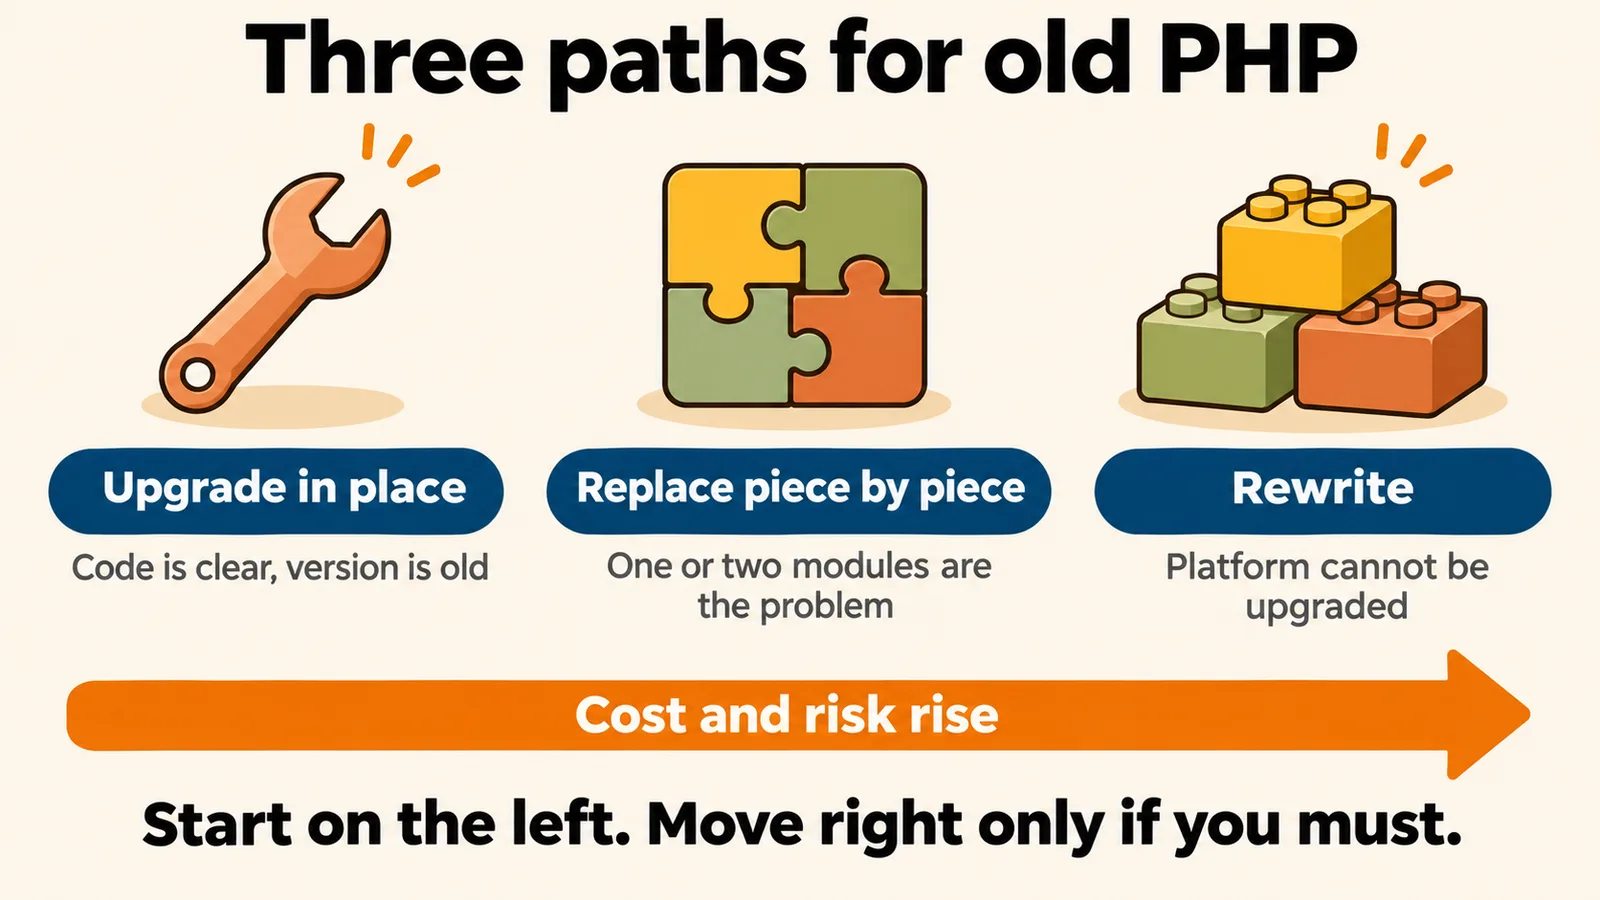 Three paths for old PHP
Upgrade in place
Code is clear, version is old
Replace piece by piece
One or two modules are
the problem
Rewrite
Platform cannot be
upgraded
Cost and risk rise
Start on the left. Move right only if you must.